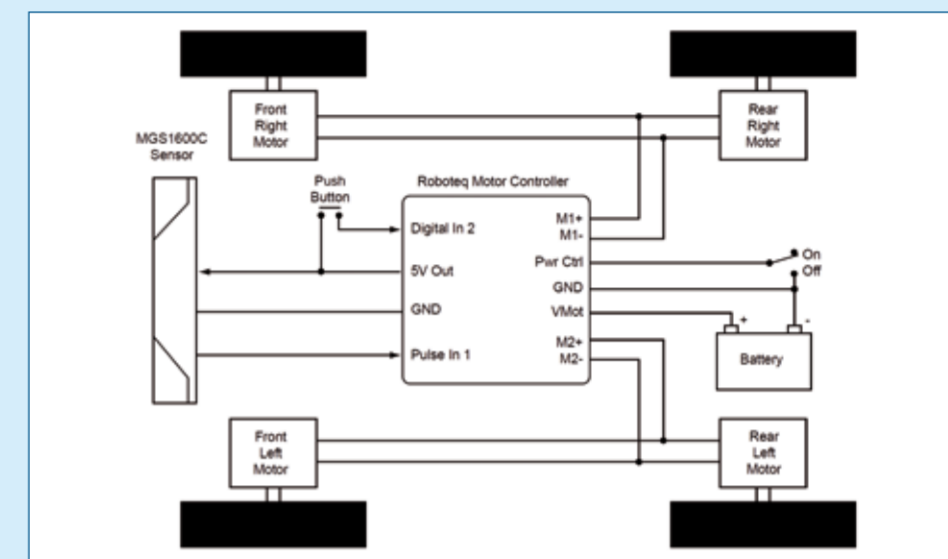 Front
Right
Motor
Rear
Right
Motor
MGS1600C
Sensor
Push
Button
Roboteq Motor Controller
Digital In 2
5V Out
GND
Pulse In 1
M1+
M1-
Pwr Ctrl
GND
VMot
M2+
M2-
On
Off
+
-
Battery
Front
Left
Motor
Rear
Left
Motor